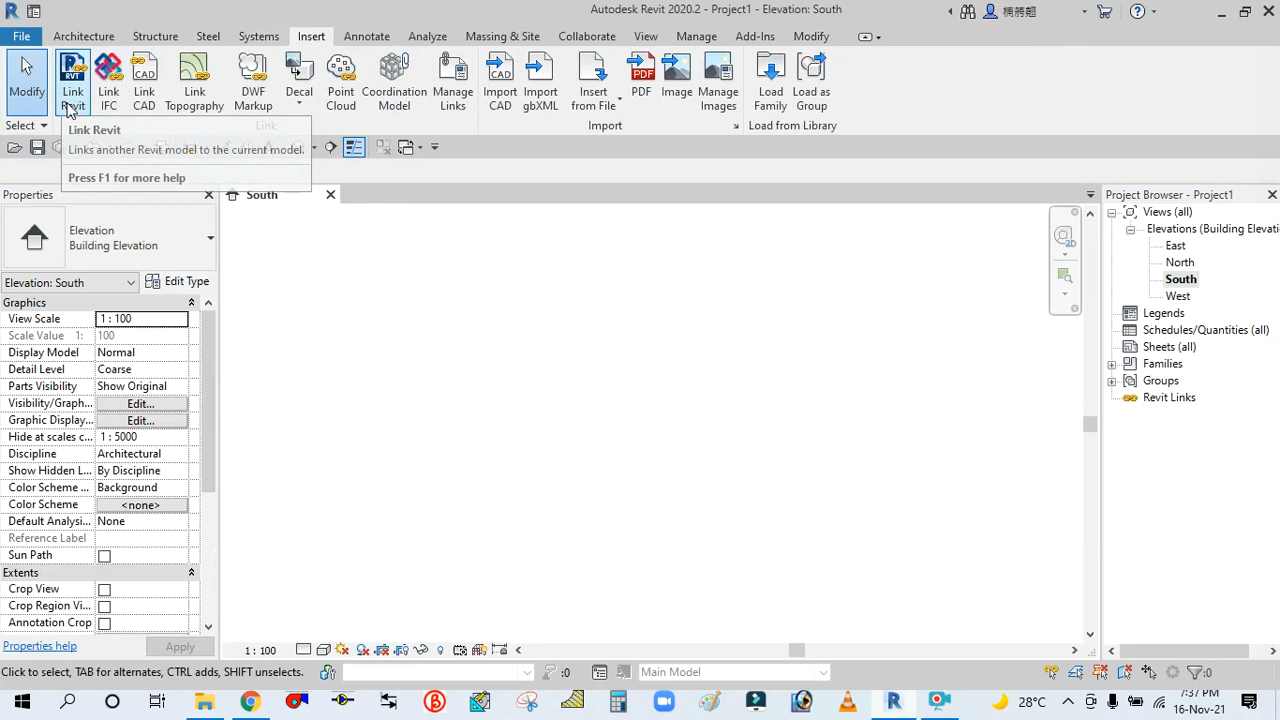 Autodesk Revit 2020.2 - Project1 - Elevation: South
File Architecture Structure Steel Systems Insert Annotate Analyze Massing & Site Collaborate View Manage Add-Ins Modify
Modify
Link Revit
Link IFC
Link CAD
Link Topography
DWF Markup
Decal
Point Cloud
Coordination Model
Manage Links
Import CAD
Import gbXML
Insert from File
PDF
Image
Manage Images
Load Family
Load as Group
Select Link Import Load from Library
Link Revit
Links another Revit model to the current model.
Press F1 for more help
Properties
South
Project Browser - Project1
Elevation
Building Elevation
Elevation: South Edit Type
Graphics
View Scale 1 : 100
Scale Value 1: 100
Display Model Normal
Detail Level Coarse
Parts Visibility Show Original
Visibility/Graph... Edit...
Graphic Display... Edit...
Hide at scales c... 1 : 5000
Discipline Architectural
Show Hidden L... By Discipline
Color Scheme ... Background
Color Scheme <none>
Default Analysi... None
Reference Label
Sun Path
Extents
Crop View
Crop Region Vi...
Annotation Crop
Properties help Apply
Views (all)
Elevations (Building Elevati
East
North
South
West
Legends
Schedules/Quantities (all)
Sheets (all)
Families
Groups
Revit Links
1 : 100
Click to select, TAB for alternates, CTRL adds, SHIFT unselects. :0 Main Model :0
28°C
7:37 PM
16-Nov-21